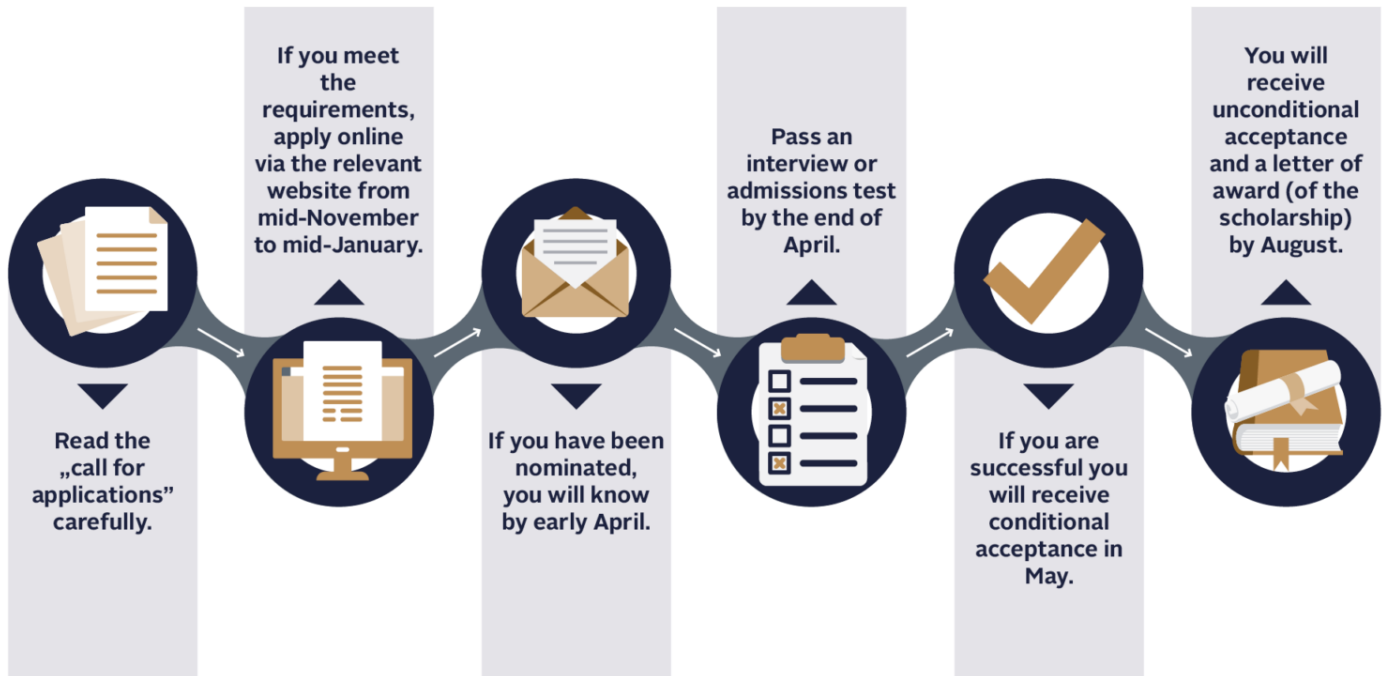 Read the
„call for
applications”
carefully.
If you meet
the
requirements,
apply online
via the relevant
website from
mid-November
to mid-January.
If you have been
nominated,
you will know
by early April.
Pass an
interview or
admissions test
by the end of
April.
If you are
successful you
will receive
conditional
acceptance in
May.
You will
receive
unconditional
acceptance
and a letter of
award (of the
scholarship)
by August.